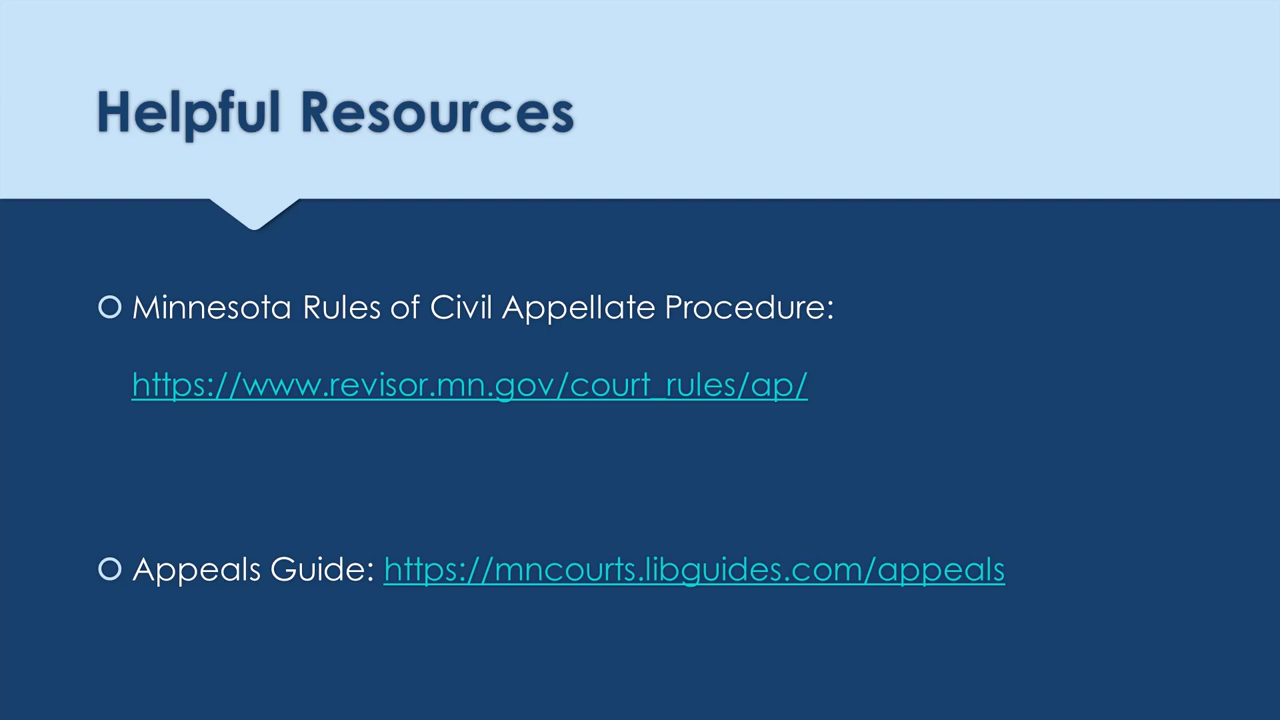 Helpful Resources
Minnesota Rules of Civil Appellate Procedure:
https://www.revisor.mn.gov/court_rules/ap/
Appeals Guide: https://mncourts.libguides.com/appeals